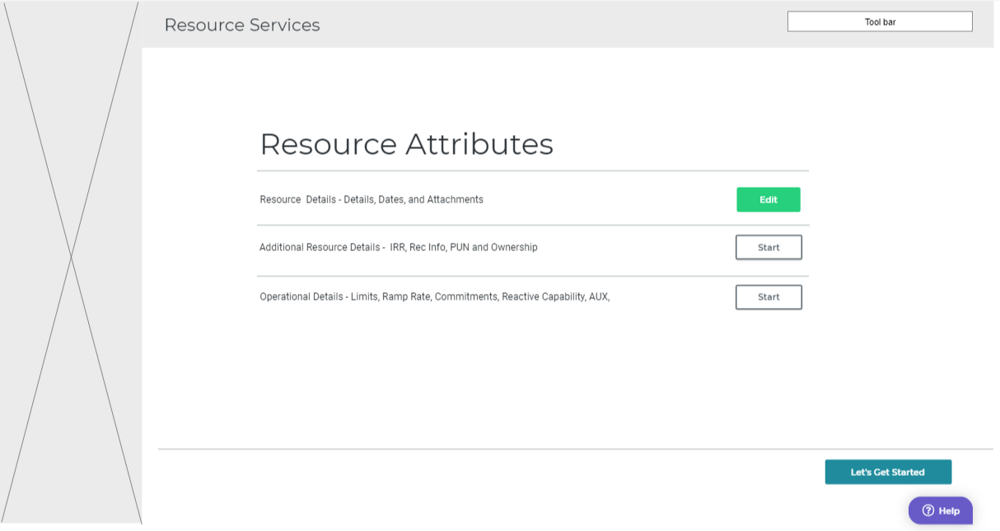 Resource Services
Tool bar
Resource Attributes
Resource Details - Details, Dates, and Attachments
Edit
Additional Resource Details - IRR, Rec Info, PUN and Ownership
Start
Operational Details - Limits, Ramp Rate, Commitments, Reactive Capability, AUX,
Start
Let's Get Started
Help